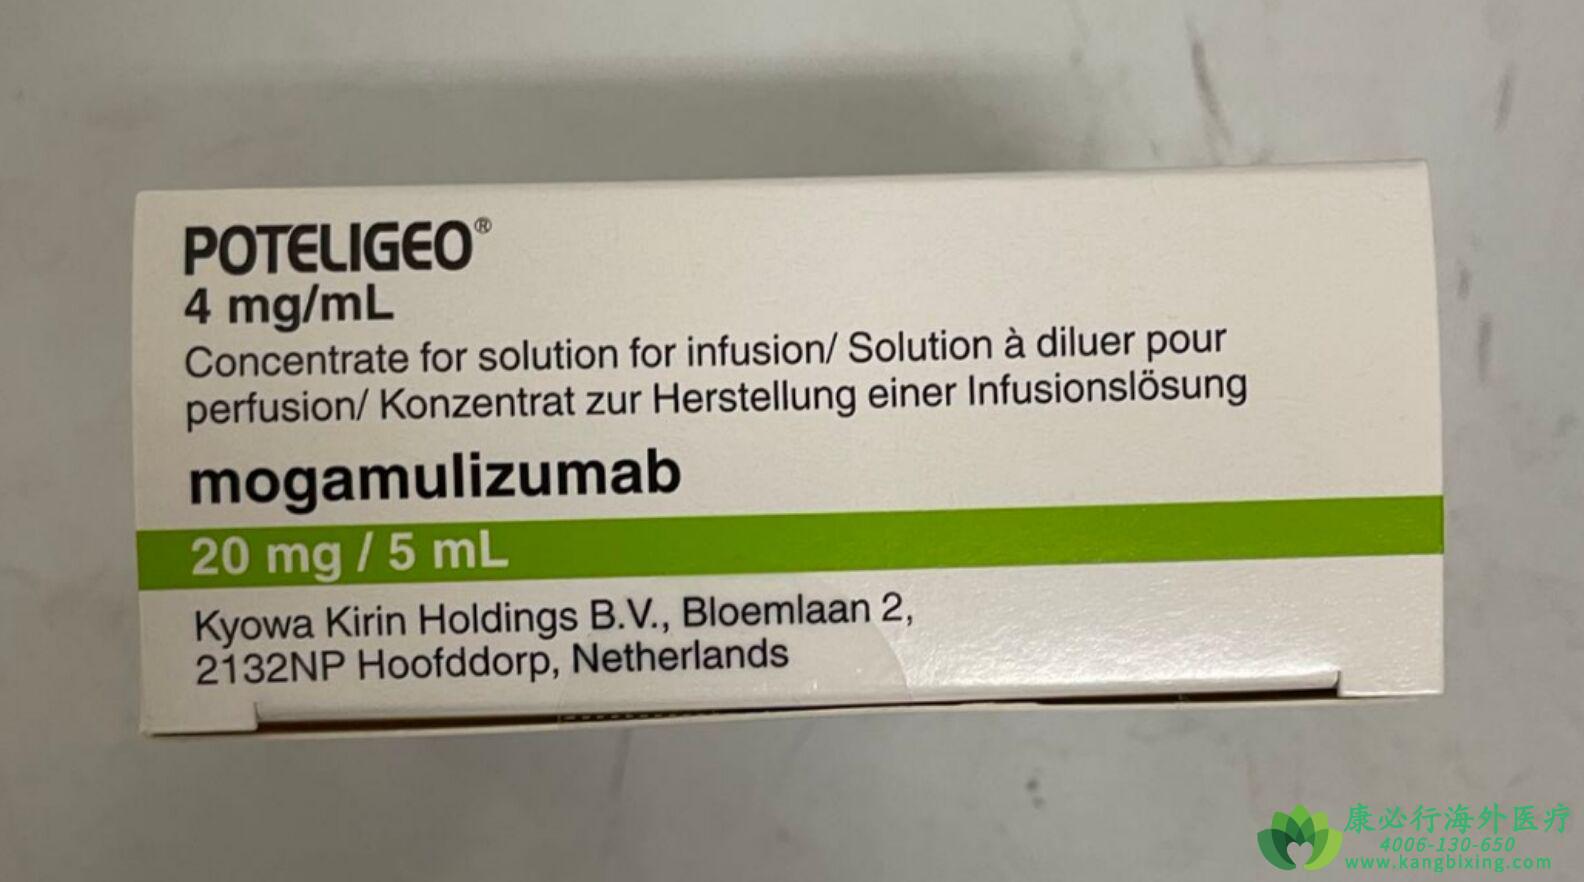 POTELIGEO®
4 mg/mL
Concentrate for solution for infusion/ Solution à diluer pour
perfusion/ Konzentrat zur Herstellung einer Infusionslösung
mogamulizumab
20 mg / 5 mL
Kyowa Kirin Holdings B.V., Bloemlaan 2,
2132NP Hoofddorp, Netherlands
康必行海外医疗
4006-130-650
www.kangbixing.com